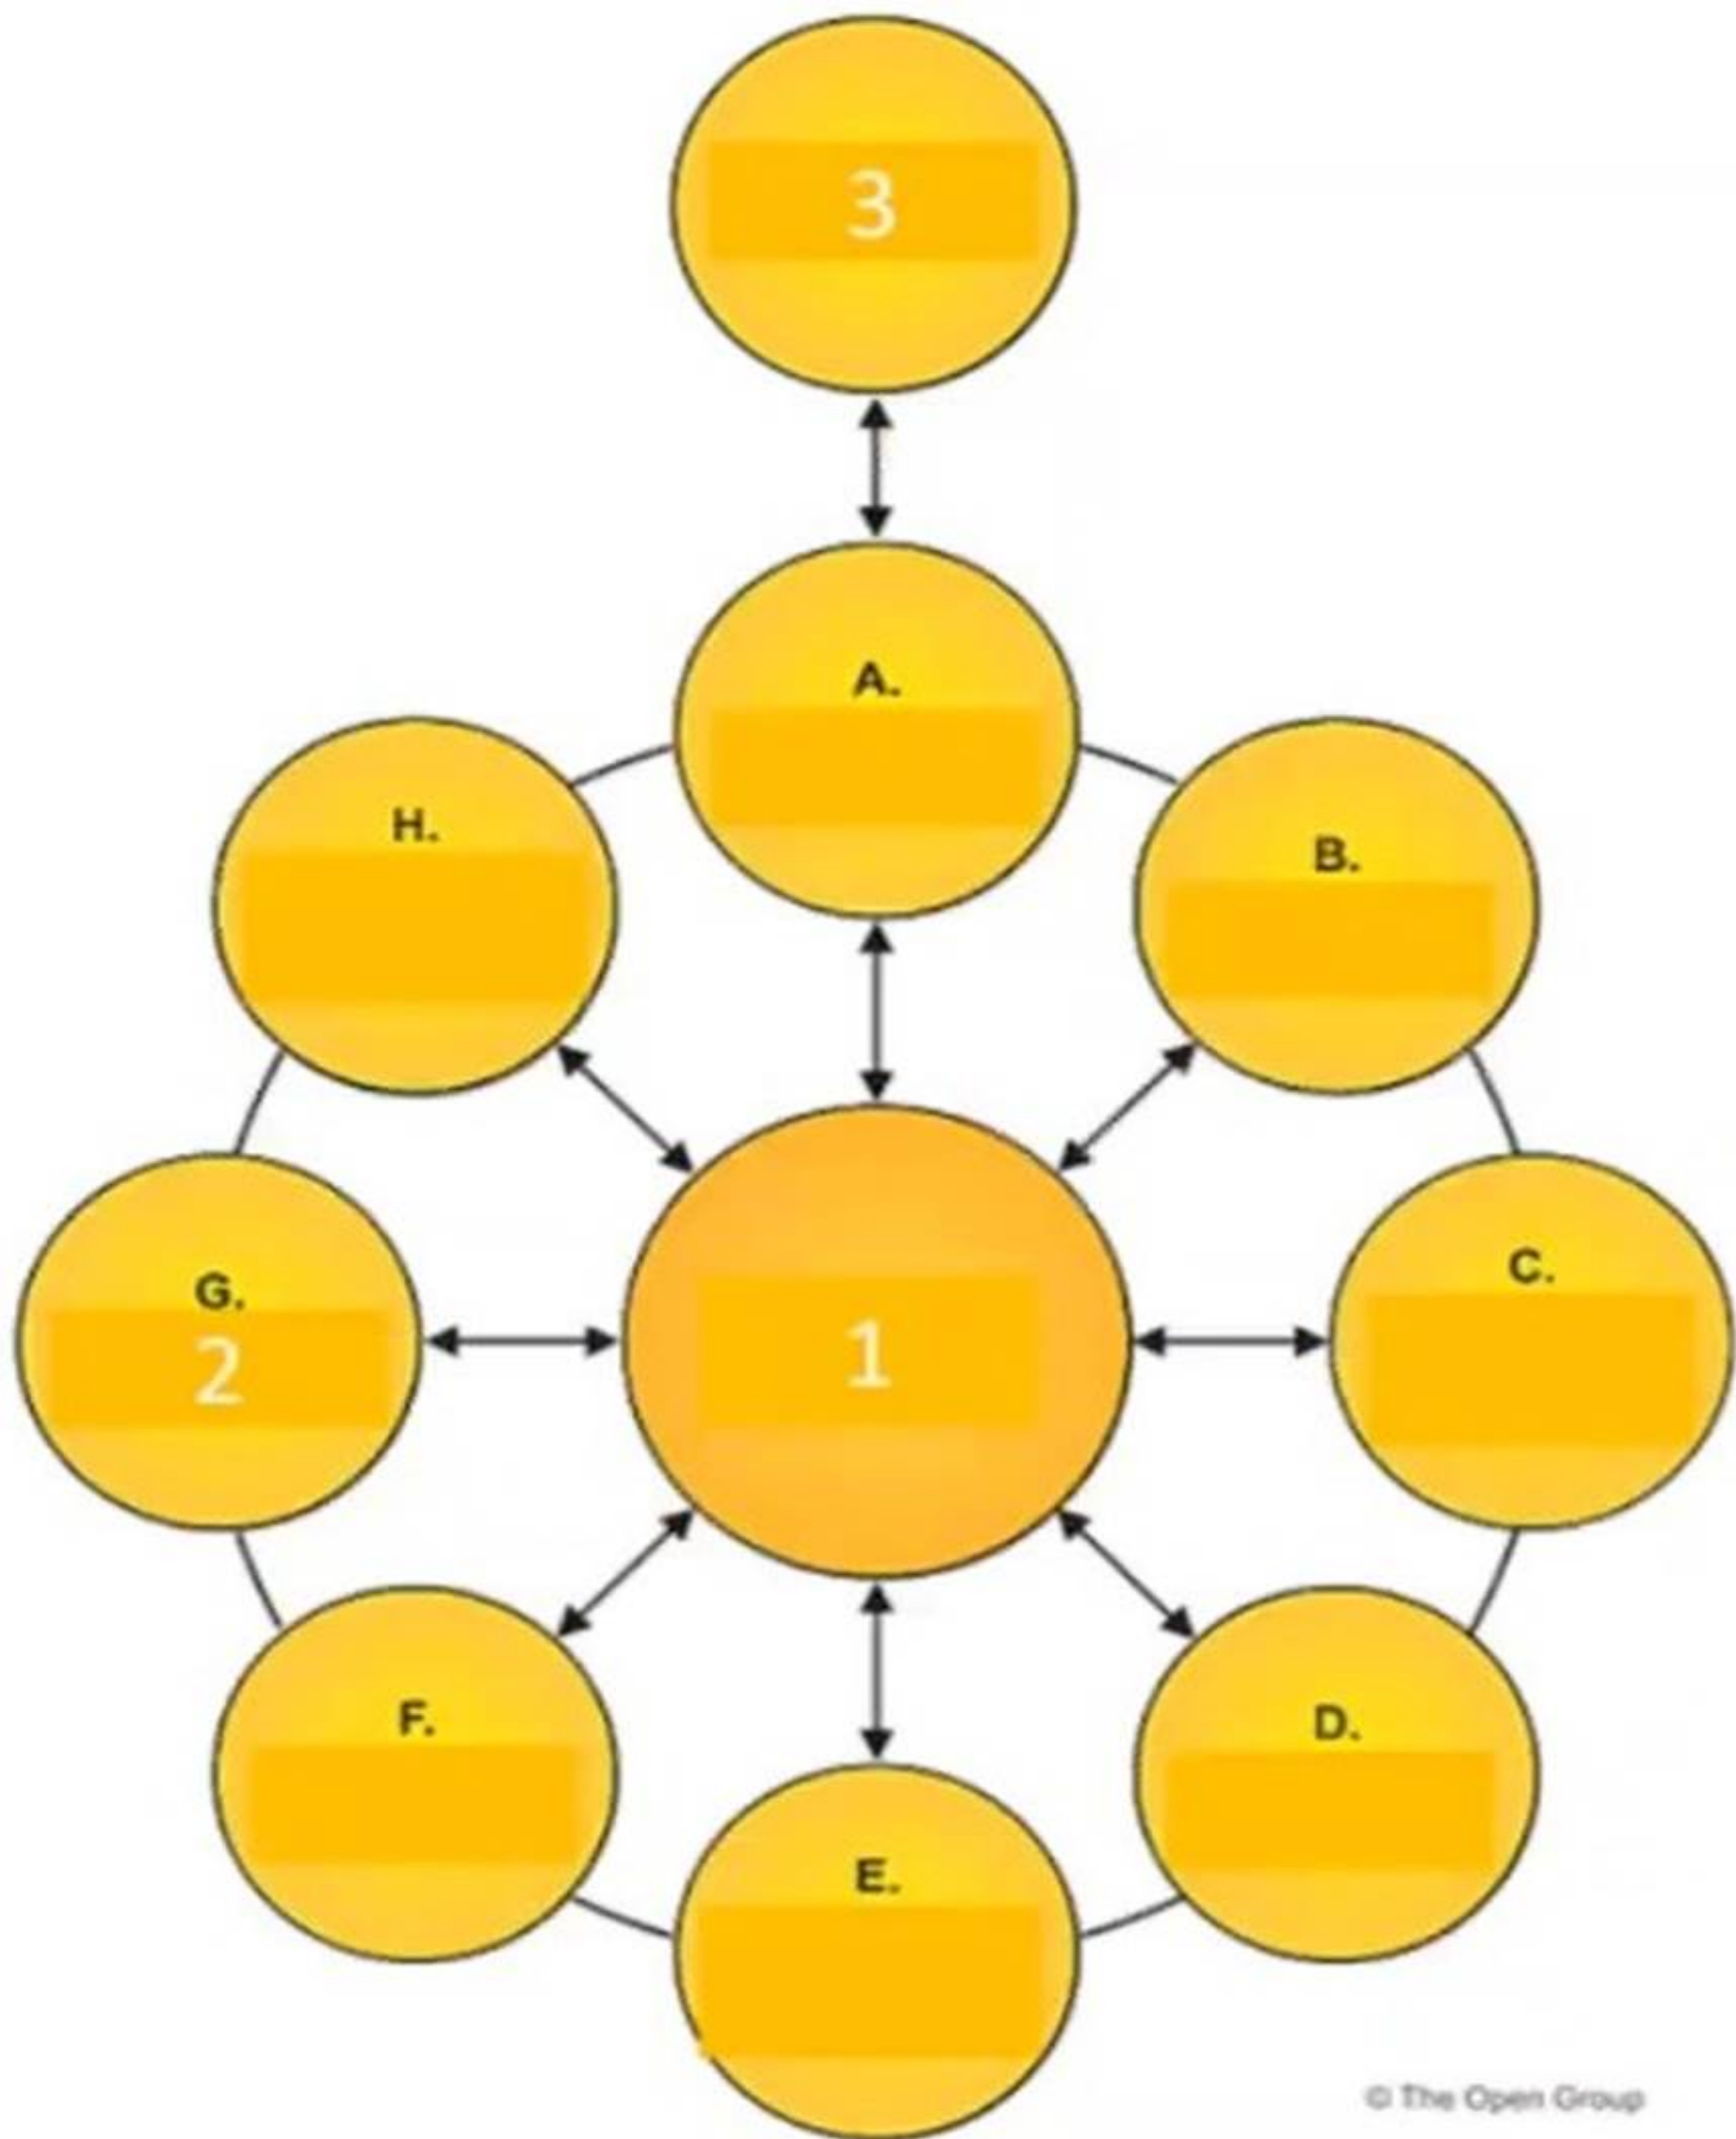 3
A.
H.
B.
G.
2
1
C.
F.
D.
E.
© The Open Group